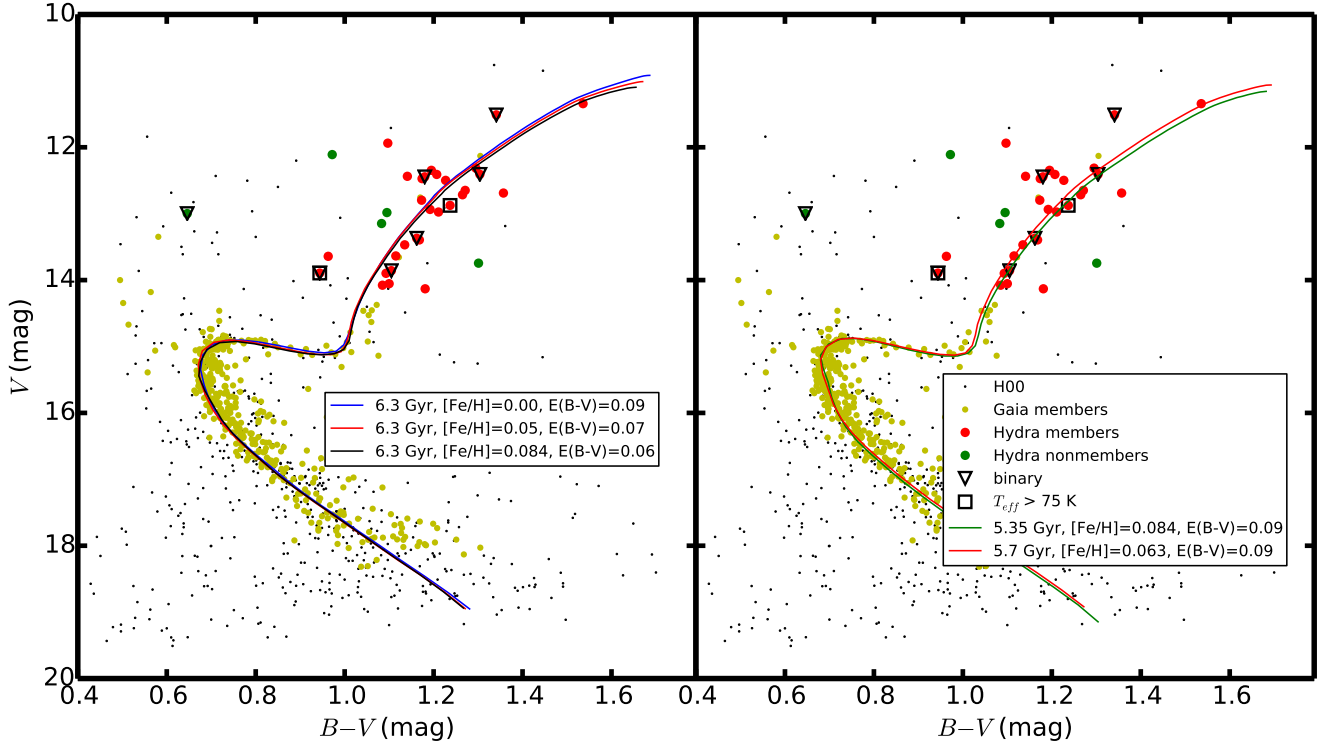 10
12
14
16
18
20
V (mag)
0.4 0.6 0.8 1.0 1.2 1.4 1.6
B−V (mag)
6.3 Gyr, [Fe/H]=0.00, E(B-V)=0.09
6.3 Gyr, [Fe/H]=0.05, E(B-V)=0.07
6.3 Gyr, [Fe/H]=0.084, E(B-V)=0.06
0.4 0.6 0.8 1.0 1.2 1.4 1.6
B−V (mag)
H00
Gaia members
Hydra members
Hydra nonmembers
binary
T_eff > 75 K
5.35 Gyr, [Fe/H]=0.084, E(B-V)=0.09
5.7 Gyr, [Fe/H]=0.063, E(B-V)=0.09